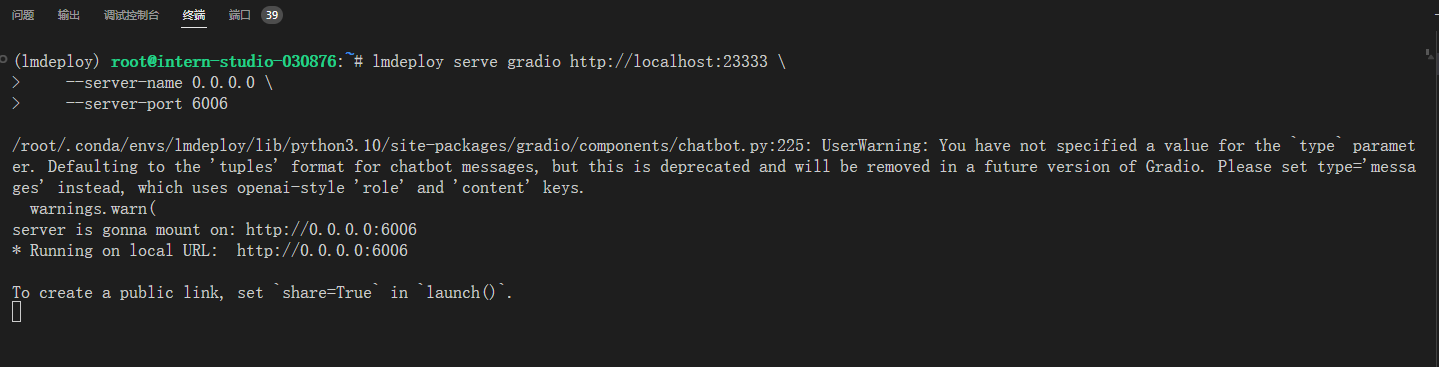 问题 输出 调试控制台 终端 端口 39
(lmdeploy) root@intern-studio-030876:~# lmdeploy serve gradio http://localhost:23333 \
>     --server-name 0.0.0.0 \
>     --server-port 6006
/root/.conda/envs/lmdeploy/lib/python3.10/site-packages/gradio/components/chatbot.py:225: UserWarning: You have not specified a value for the `type` paramet
er. Defaulting to the 'tuples' format for chatbot messages, but this is deprecated and will be removed in a future version of Gradio. Please set type='messa
ges' instead, which uses openai-style 'role' and 'content' keys.
  warnings.warn(
server is gonna mount on: http://0.0.0.0:6006
* Running on local URL:  http://0.0.0.0:6006
To create a public link, set `share=True` in `launch()`.